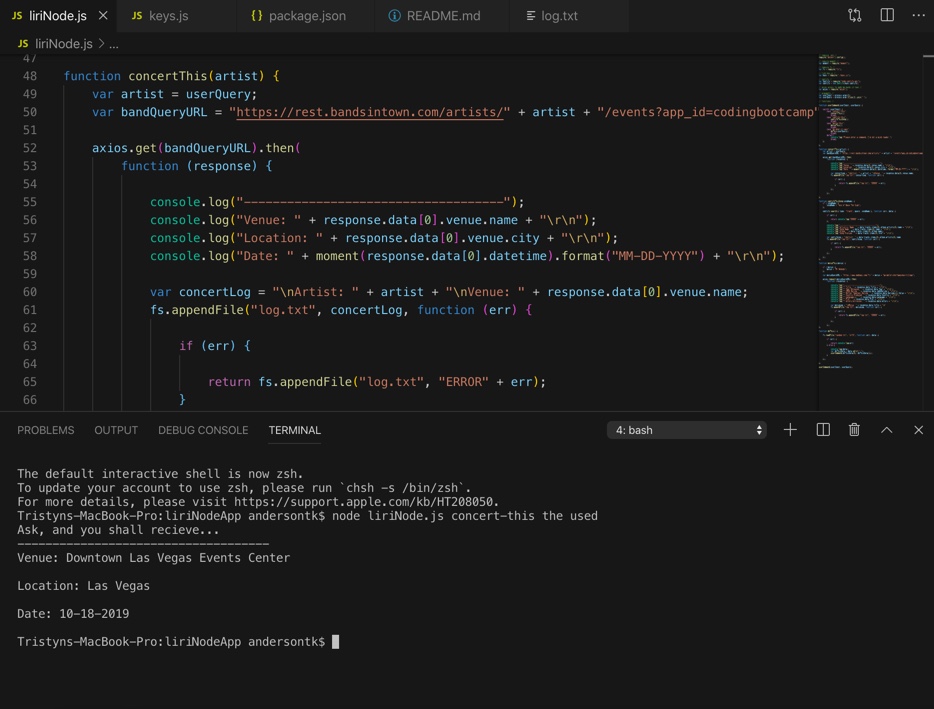 JS liriNode.js
JS keys.js
{} package.json
README.md
log.txt
JS liriNode.js > ...
47
48 function concertThis(artist) {
49 var artist = userQuery;
50 var bandQueryURL = "https://rest.bandsintown.com/artists/" + artist + "/events?app_id=codingbootcamp"
51
52 axios.get(bandQueryURL).then(
53 function (response) {
54
55 console.log("------------------------------------");
56 console.log("Venue: " + response.data[0].venue.name + "\r\n");
57 console.log("Location: " + response.data[0].venue.city + "\r\n");
58 console.log("Date: " + moment(response.data[0].datetime).format("MM-DD-YYYY") + "\r\n");
59
60 var concertLog = "\nArtist: " + artist + "\nVenue: " + response.data[0].venue.name;
61 fs.appendFile("log.txt", concertLog, function (err) {
62
63 if (err) {
64
65 return fs.appendFile("log.txt", "ERROR" + err);
66 }
PROBLEMS OUTPUT DEBUG CONSOLE TERMINAL 4: bash
The default interactive shell is now zsh.
To update your account to use zsh, please run `chsh -s /bin/zsh`.
For more details, please visit https://support.apple.com/kb/HT208050.
Tristyns-MacBook-Pro:liriNodeApp andersontk$ node liriNode.js concert-this the used
Ask, and you shall recieve...
------------------------------------
Venue: Downtown Las Vegas Events Center
Location: Las Vegas
Date: 10-18-2019
Tristyns-MacBook-Pro:liriNodeApp andersontk$